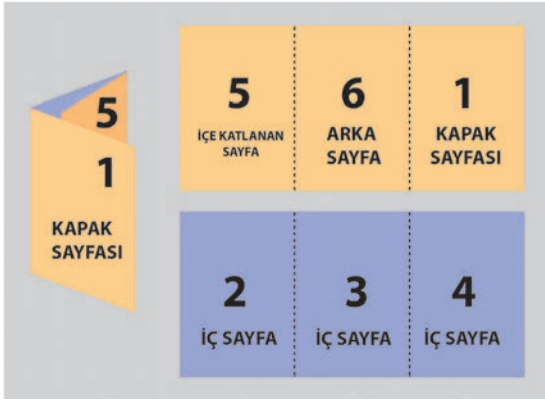 5
1
KAPAK
SAYFASI
5
İÇE KATLANAN
SAYFA
6
ARKA
SAYFA
1
KAPAK
SAYFASI
2
İÇ SAYFA
3
İÇ SAYFA
4
İÇ SAYFA